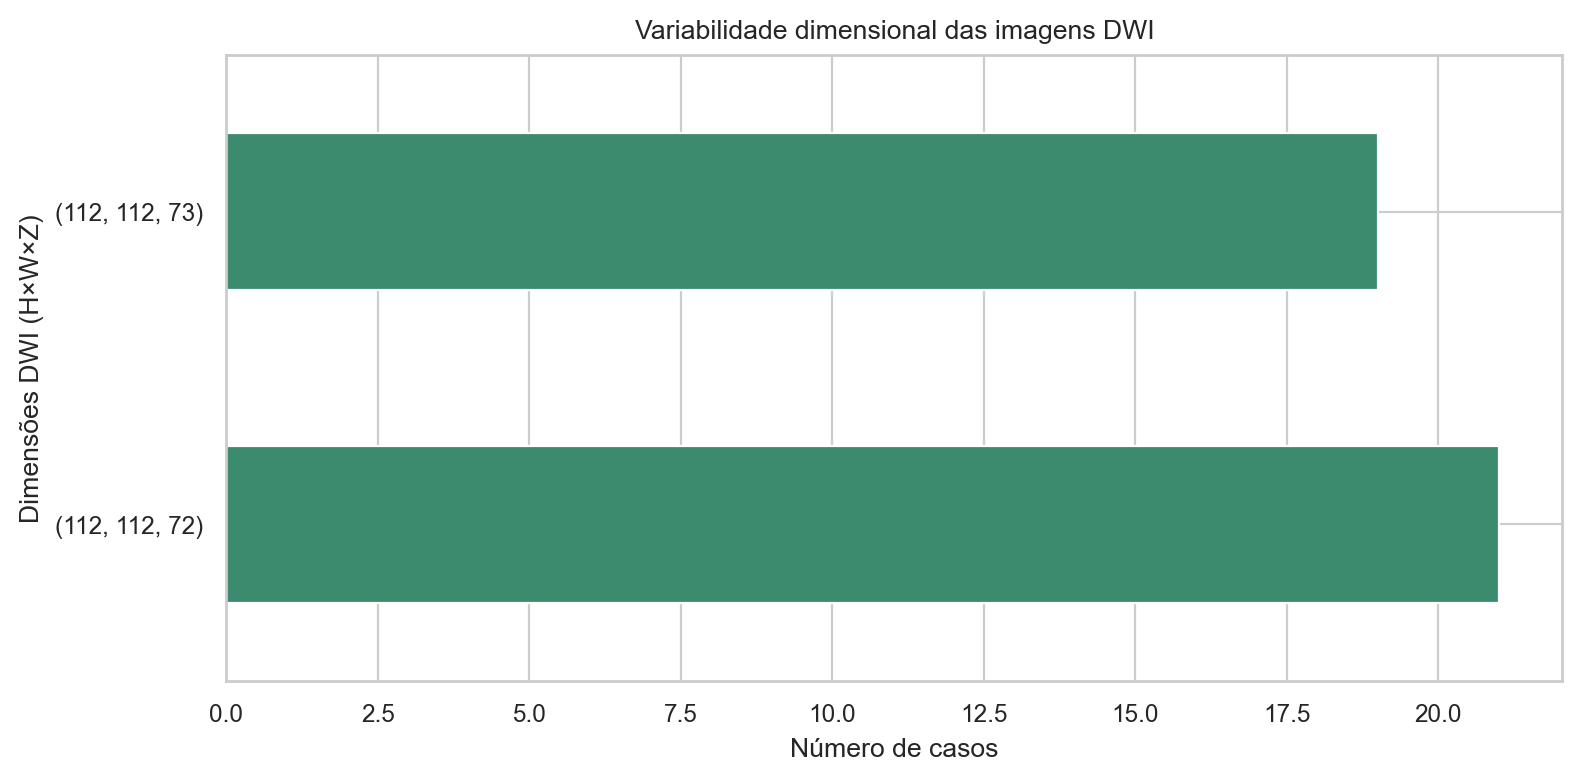 Variabilidade dimensional das imagens DWI
Dimensões DWI (H×W×Z)
(112, 112, 73)
(112, 112, 72)
0.0 2.5 5.0 7.5 10.0 12.5 15.0 17.5 20.0
Número de casos